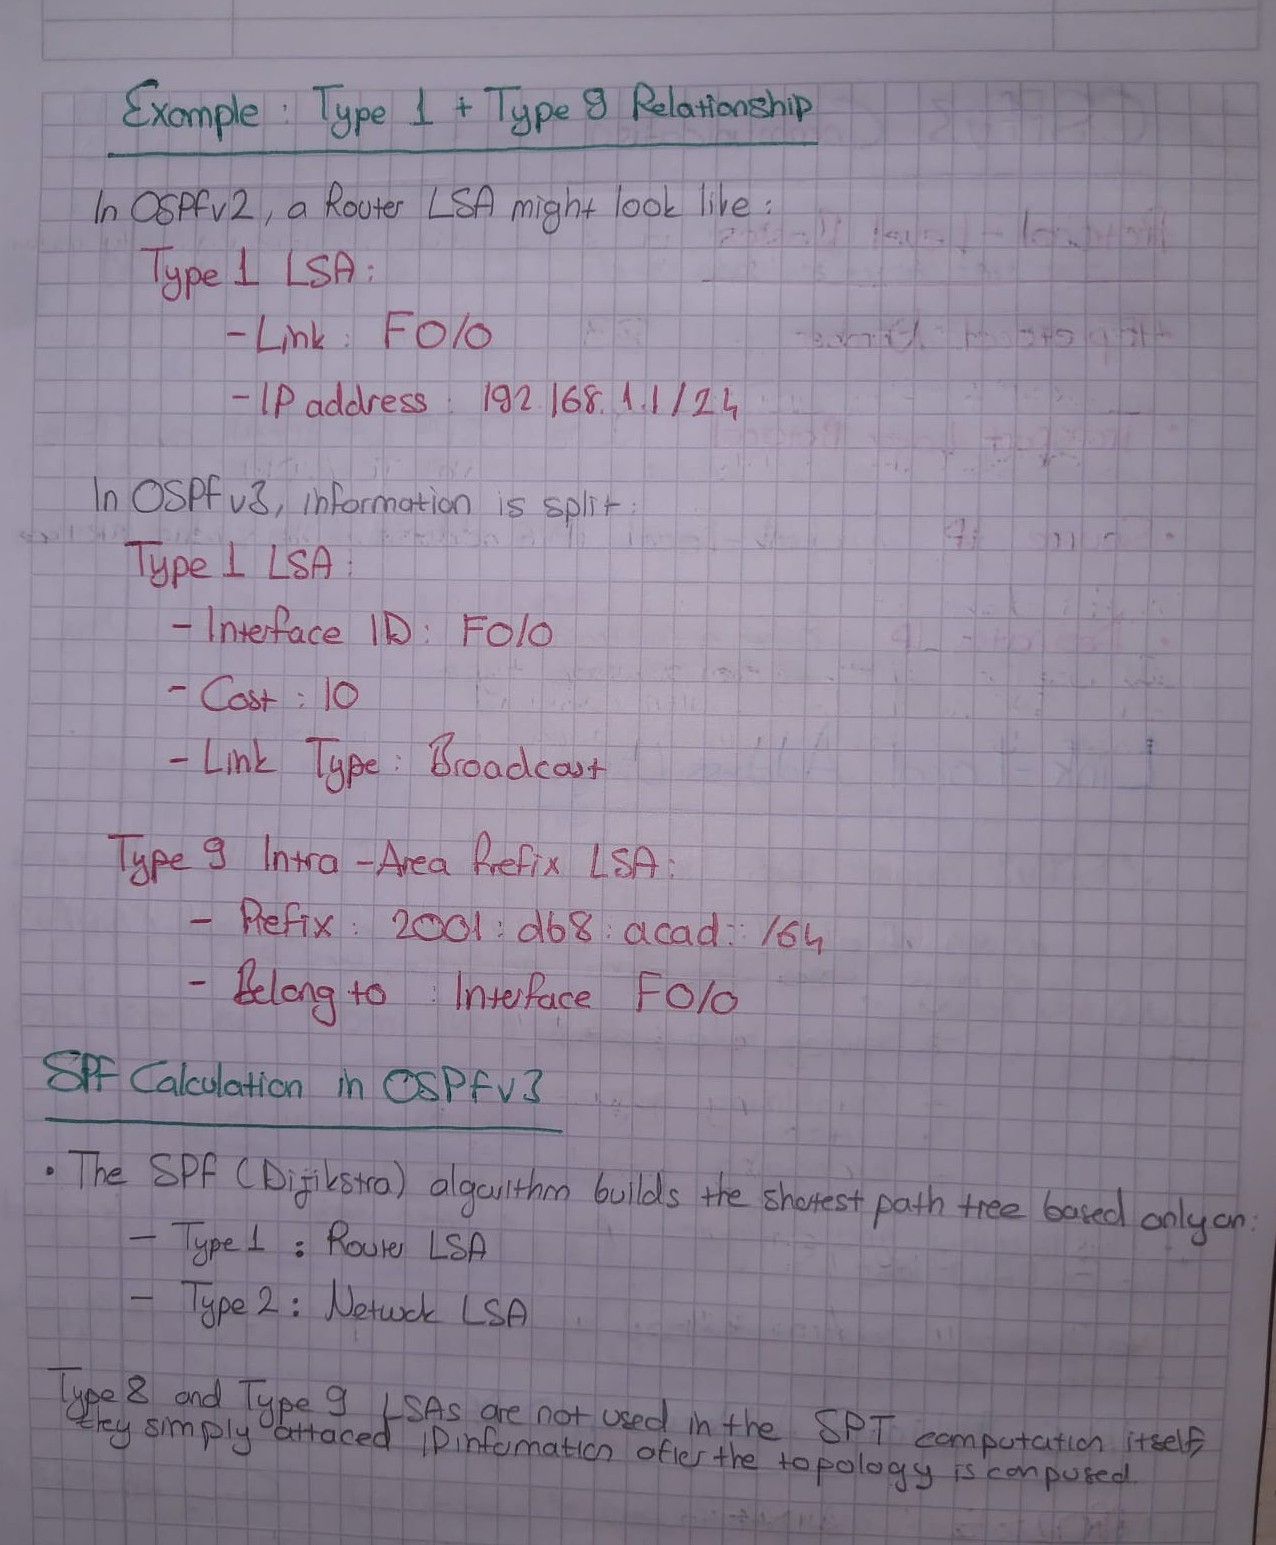 Example : Type 1 + Type 9 Relationship
In OSPFv2, a Router LSA might look like :
Type 1 LSA :
- Link : F0/0
- IP address : 192.168.1.1/24
In OSPFv3, information is split :
Type 1 LSA :
- Interface ID : F0/0
- Cost : 10
- Link Type : Broadcast
Type 9 Intra-Area Prefix LSA :
- Prefix : 2001:db8:acad::/64
- Belong to : Interface F0/0
SPF Calculation in OSPFv3
• The SPF (Dijikstra) algorithm builds the shortest path tree based only on :
- Type 1 : Router LSA
- Type 2 : Network LSA
Type 8 and Type 9 LSAs are not used in the SPT computation itself,
they simply attaced IP information after the topology is conpused